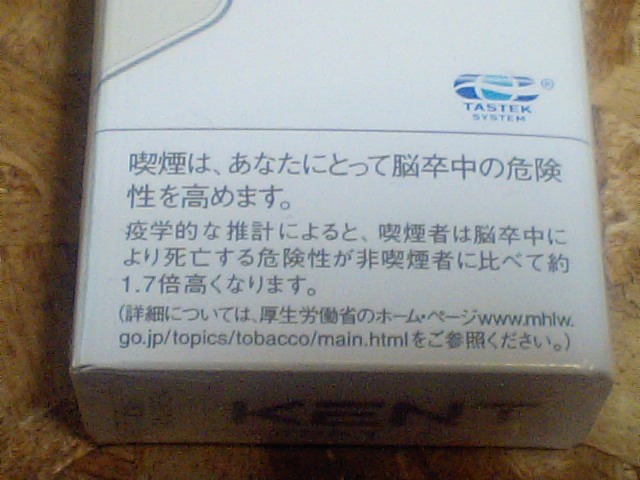 TASTEK®
SYSTEM
喫煙は、あなたにとって脳卒中の危険
性を高めます。
疫学的な推計によると、喫煙者は脳卒中に
より死亡する危険性が非喫煙者に比べて約
1.7倍高くなります。
(詳細については、厚生労働省のホーム・ページwww.mhlw.
go.jp/topics/tobacco/main.htmlをご参照ください。)
KENT